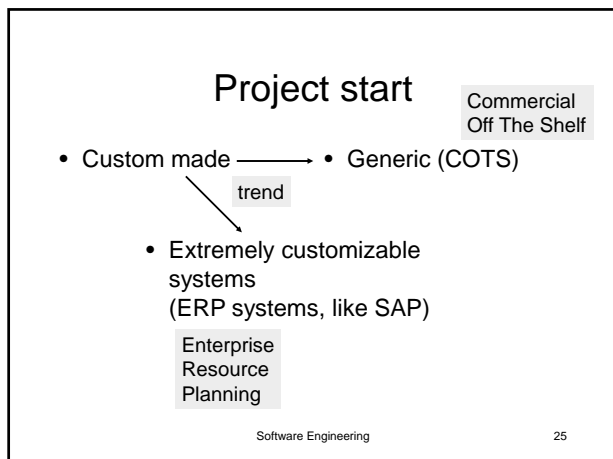 Project start
Commercial
Off The Shelf
• Custom made
• Generic (COTS)
trend
• Extremely customizable
systems
(ERP systems, like SAP)
Enterprise
Resource
Planning
Software Engineering
25